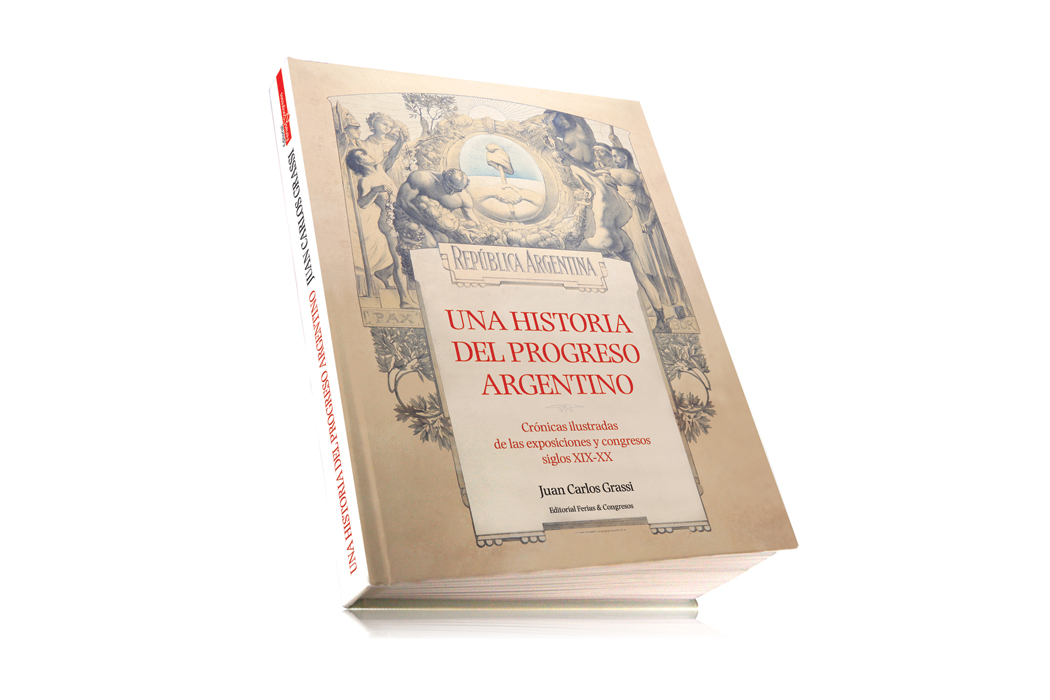 REPÚBLICA ARGENTINA
PAX
UNA HISTORIA
DEL PROGRESO
ARGENTINO
Crónicas ilustradas
de las exposiciones y congresos
siglos XIX-XX
Juan Carlos Grassi
Editorial Ferias & Congresos
JUAN CARLOS GRASSI
UNA HISTORIA DEL PROGRESO ARGENTINO